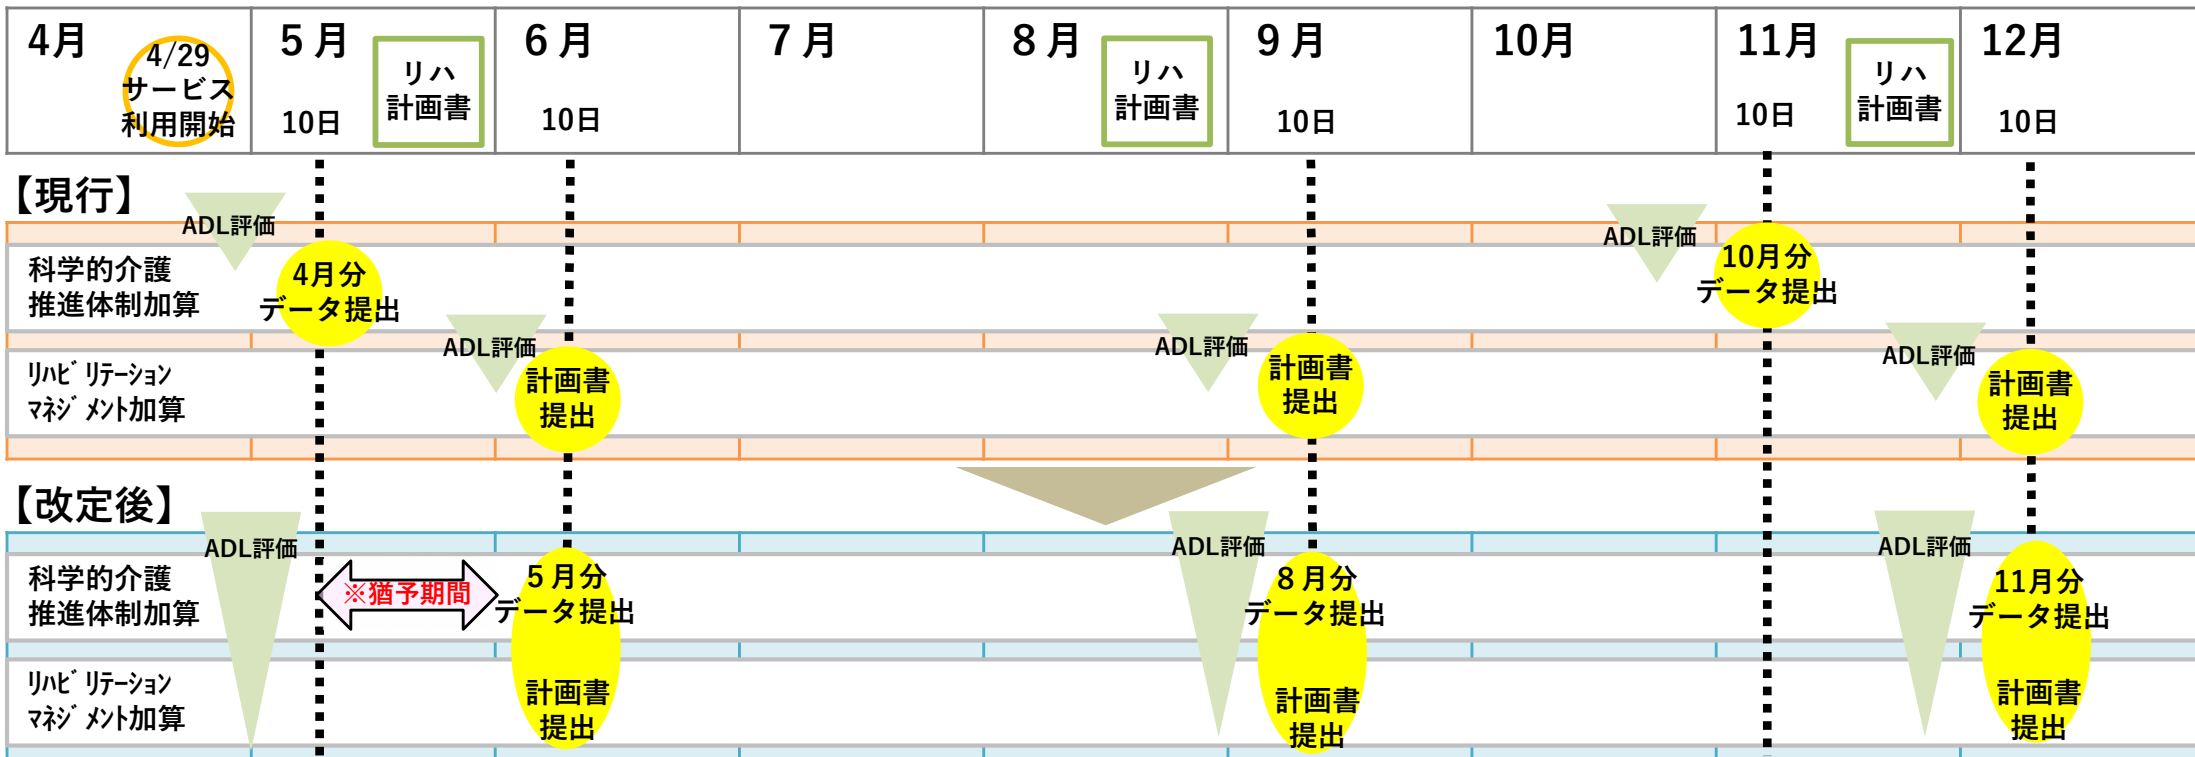 4月
4/29
サービス
利用開始
5月
10日
リハ
計画書
6月
10日
7月
8月
リハ
計画書
9月
10日
10月
11月
10日
リハ
計画書
12月
10日
【現行】
ADL評価
ADL評価
科学的介護
推進体制加算
4月分
データ提出
10月分
データ提出
ADL評価
ADL評価
ADL評価
ﾘﾊﾋﾞﾘﾃｰｼｮﾝ
ﾏﾈｼﾞﾒﾝﾄ加算
計画書
提出
計画書
提出
計画書
提出
【改定後】
ADL評価
ADL評価
ADL評価
科学的介護
推進体制加算
※猶予期間
5月分
データ提出
8月分
データ提出
11月分
データ提出
ﾘﾊﾋﾞﾘﾃｰｼｮﾝ
ﾏﾈｼﾞﾒﾝﾄ加算
計画書
提出
計画書
提出
計画書
提出